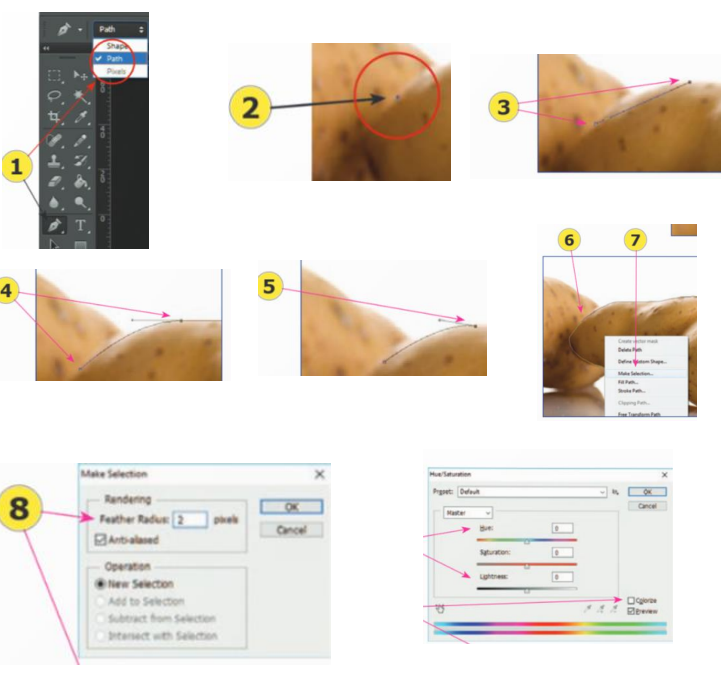 Path
Shape
Path
Pixels
1
T
2
3
4
5
6
7
Create vector mask
Delete Path
Define Custom Shape...
Make Selection...
Fill Path...
Stroke Path...
Clipping Path...
Free Transform Path
8
Make Selection
Rendering
Feather Radius: 2 pixels
Anti-aliased
OK
Cancel
Operation
New Selection
Add to Selection
Subtract from Selection
Intersect with Selection
Hue/Saturation
Preset: Default
OK
Cancel
Master
Hue: 0
Saturation: 0
Lightness: 0
Colorize
Preview